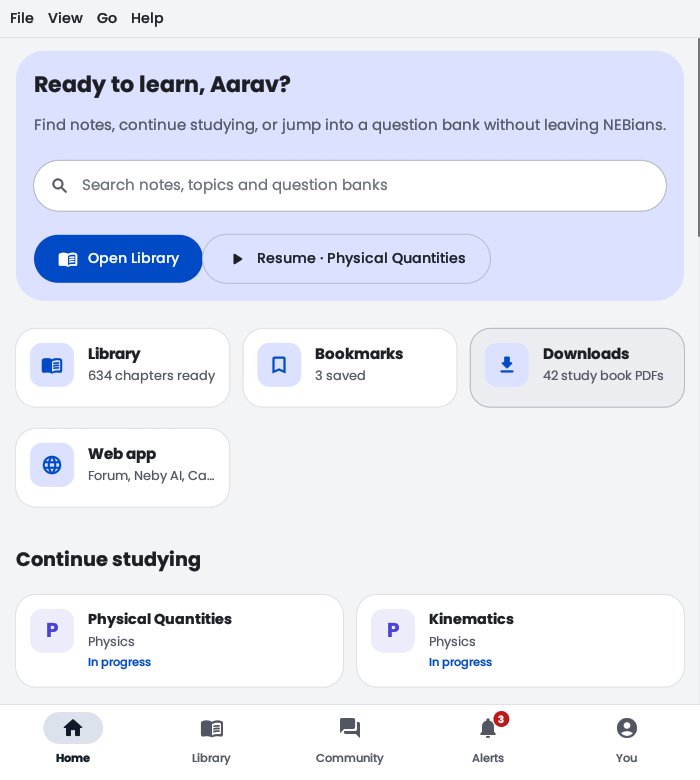 File View Go Help
Ready to learn, Aarav?
Find notes, continue studying, or jump into a question bank without leaving NEBians.
Search notes, topics and question banks
Open Library
Resume · Physical Quantities
Library
634 chapters ready
Bookmarks
3 saved
Downloads
42 study book PDFs
Web app
Forum, Neby AI, Ca...
Continue studying
P
Physical Quantities
Physics
In progress
P
Kinematics
Physics
In progress
Home
Library
Community
3
Alerts
You